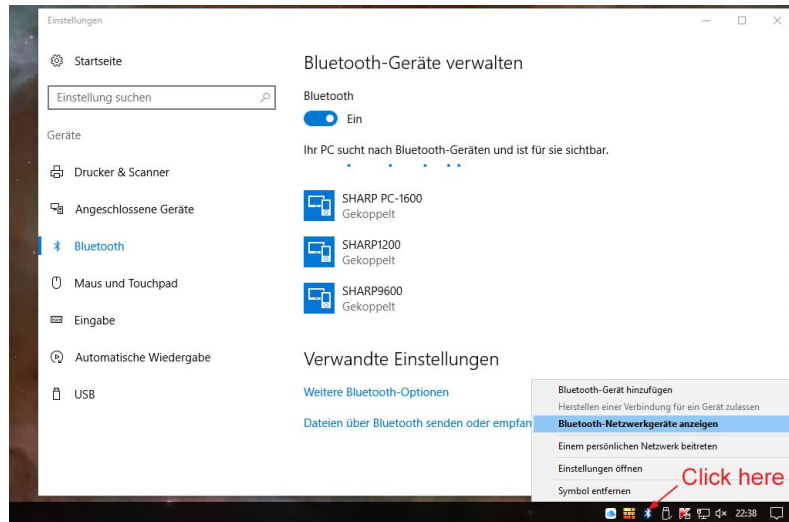 Einstellungen
Startseite
Einstellung suchen
Geräte
Drucker & Scanner
Angeschlossene Geräte
Bluetooth
Maus und Touchpad
Eingabe
Automatische Wiedergabe
USB
Bluetooth-Geräte verwalten
Bluetooth
Ein
Ihr PC sucht nach Bluetooth-Geräten und ist für sie sichtbar.
SHARP PC-1600
Gekoppelt
SHARP1200
Gekoppelt
SHARP9600
Gekoppelt
Verwandte Einstellungen
Weitere Bluetooth-Optionen
Dateien über Bluetooth senden oder empfan
Bluetooth-Gerät hinzufügen
Herstellen einer Verbindung für ein Gerät zulassen
Bluetooth-Netzwerkgeräte anzeigen
Einem persönlichen Netzwerk beitreten
Einstellungen öffnen
Symbol entfernen
Click here
22:38